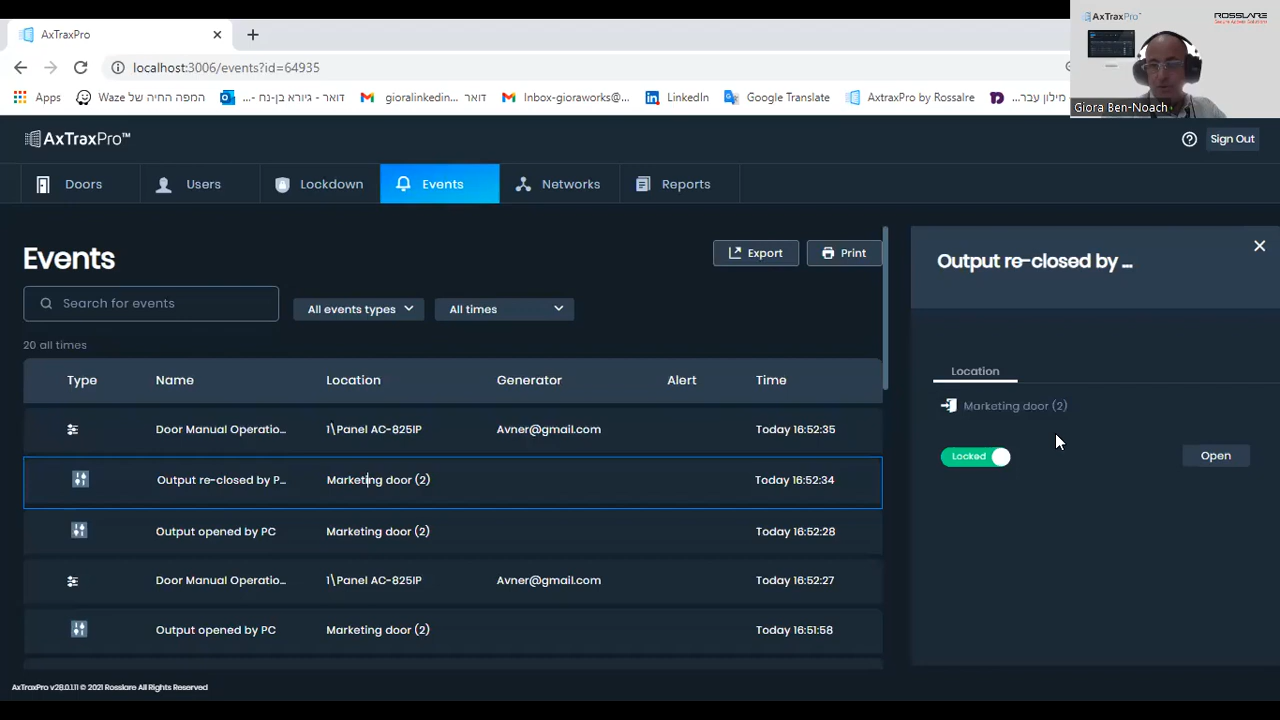 AxTraxPro
localhost:3006/events?id=64935
Apps
המפה החיה של Waze
דואר - גיורא בן-נח -...
gioralinkedin...
דואר
Inbox-gioraworks@...
LinkedIn
Google Translate
AxtraxPro by Rossalre
מילון עבר...
AxTraxPro™
ROSSLARE
Giora Ben-Noach
AxTraxPro™
Sign Out
Doors
Users
Lockdown
Events
Networks
Reports
Events
Export
Print
Search for events
All events types
All times
20 all times
Type Name Location Generator Alert Time
Door Manual Operatio... 1\Panel AC-825IP Avner@gmail.com Today 16:52:35
Output re-closed by P... Marketing door (2) Today 16:52:34
Output opened by PC Marketing door (2) Today 16:52:28
Door Manual Operatio... 1\Panel AC-825IP Avner@gmail.com Today 16:52:27
Output opened by PC Marketing door (2) Today 16:51:58
Output re-closed by ...
Location
Marketing door (2)
Locked
Open
AxTraxPro v28.0.1.11 © 2021 Rosslare All Rights Reserved